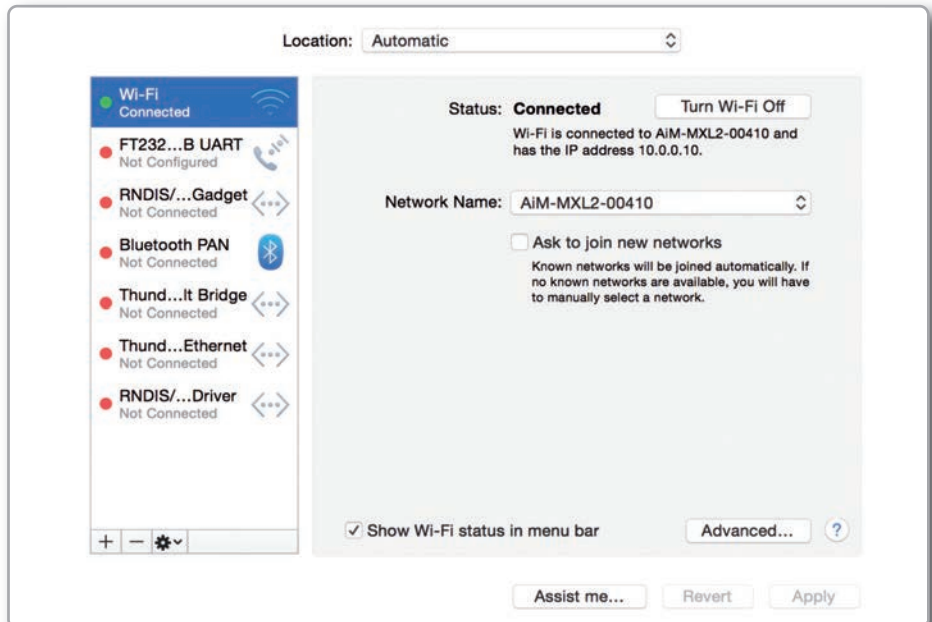 Location: Automatic
Wi-Fi
Connected
FT232...B UART
Not Configured
RNDIS/...Gadget
Not Connected
Bluetooth PAN
Not Connected
Thund...lt Bridge
Not Connected
Thund...Ethernet
Not Connected
RNDIS/...Driver
Not Connected
+ −
Status: Connected
Turn Wi-Fi Off
Wi-Fi is connected to AiM-MXL2-00410 and
has the IP address 10.0.0.10.
Network Name: AiM-MXL2-00410
Ask to join new networks
Known networks will be joined automatically. If
no known networks are available, you will have
to manually select a network.
Show Wi-Fi status in menu bar
Advanced...
?
Assist me...
Revert
Apply